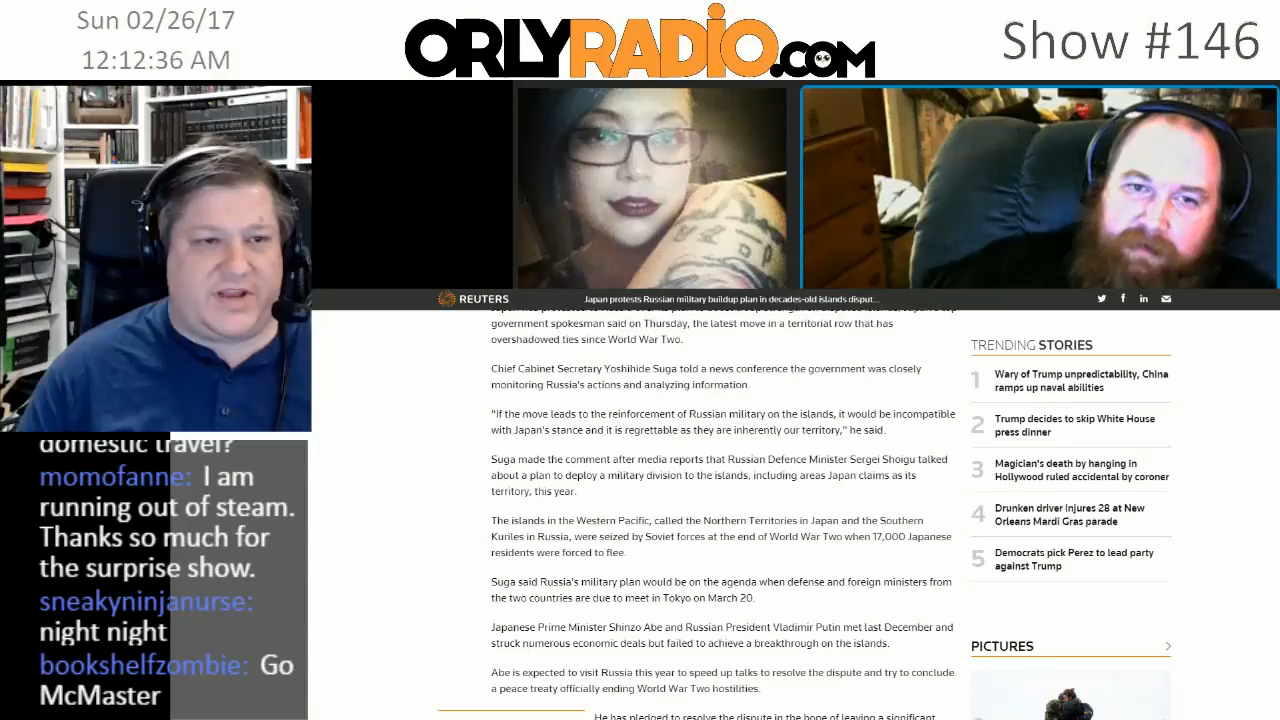 Sun 02/26/17
12:12:36 AM
ORLYRADiO.COM
Show #146
REUTERS
Japan protests Russian military buildup plan in decades-old islands disput...
government spokesman said on Thursday, the latest move in a territorial row that has
overshadowed ties since World War Two.
Chief Cabinet Secretary Yoshihide Suga told a news conference the government was closely
monitoring Russia's actions and analyzing information.
"If the move leads to the reinforcement of Russian military on the islands, it would be incompatible
with Japan's stance and it is regrettable as they are inherently our territory," he said.
Suga made the comment after media reports that Russian Defence Minister Sergei Shoigu talked
about a plan to deploy a military division to the islands, including areas Japan claims as its
territory, this year.
The islands in the Western Pacific, called the Northern Territories in Japan and the Southern
Kuriles in Russia, were seized by Soviet forces at the end of World War Two when 17,000 Japanese
residents were forced to flee.
Suga said Russia's military plan would be on the agenda when defense and foreign ministers from
the two countries are due to meet in Tokyo on March 20.
Japanese Prime Minister Shinzo Abe and Russian President Vladimir Putin met last December and
struck numerous economic deals but failed to achieve a breakthrough on the islands.
Abe is expected to visit Russia this year to speed up talks to resolve the dispute and try to conclude
a peace treaty officially ending World War Two hostilities.
He has pledged to resolve the dispute in the hope of leaving a significant
TRENDING STORIES
1 Wary of Trump unpredictability, China
ramps up naval abilities
2 Trump decides to skip White House
press dinner
3 Magician's death by hanging in
Hollywood ruled accidental by coroner
4 Drunken driver injures 28 at New
Orleans Mardi Gras parade
5 Democrats pick Perez to lead party
against Trump
PICTURES
domestic travel?
momofanne: I am
running out of steam.
Thanks so much for
the surprise show.
sneakyninjanurse:
night night
bookshelfzombie: Go
McMaster